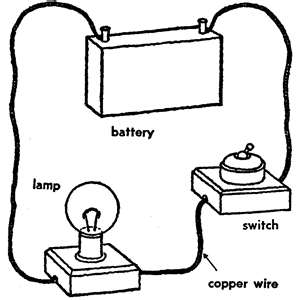 battery
lamp
switch
copper wire